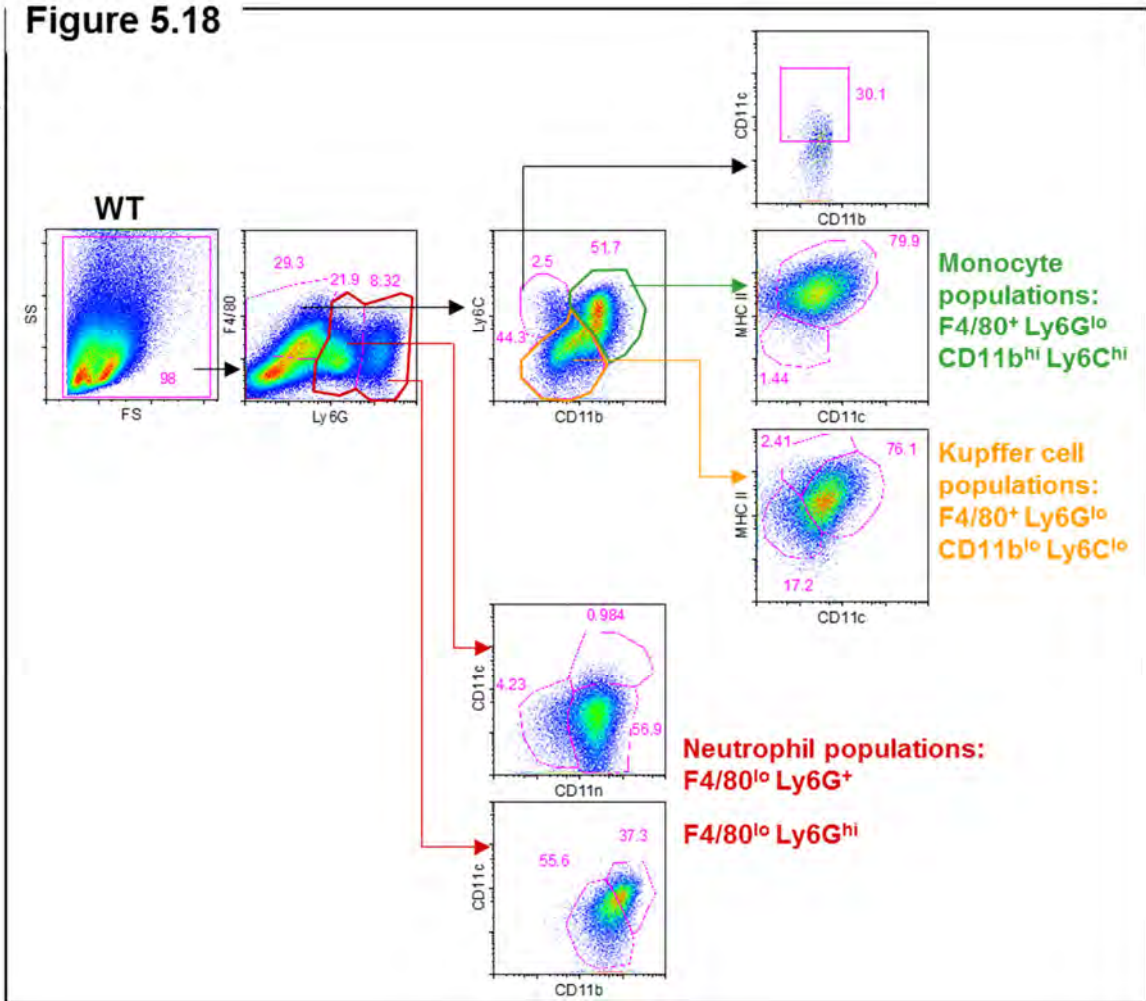 Figure 5.18
CD11c
30.1
CD11b
WT
SS
98
FS
29.3
21.9
8.32
F4/80
Ly6G
2.5
51.7
44.3
Ly6C
CD11b
79.9
MHC II
1.44
CD11c
Monocyte
populations:
F4/80⁺ Ly6Gˡᵒ
CD11bʰⁱ Ly6Cʰⁱ
2.41
76.1
MHC II
17.2
CD11c
Kupffer cell
populations:
F4/80⁺ Ly6Gˡᵒ
CD11bˡᵒ Ly6Cˡᵒ
0.984
CD11c
4.23
56.9
CD11n
Neutrophil populations:
F4/80ˡᵒ Ly6G⁺
F4/80ˡᵒ Ly6Gʰⁱ
37.3
55.6
CD11c
CD11b